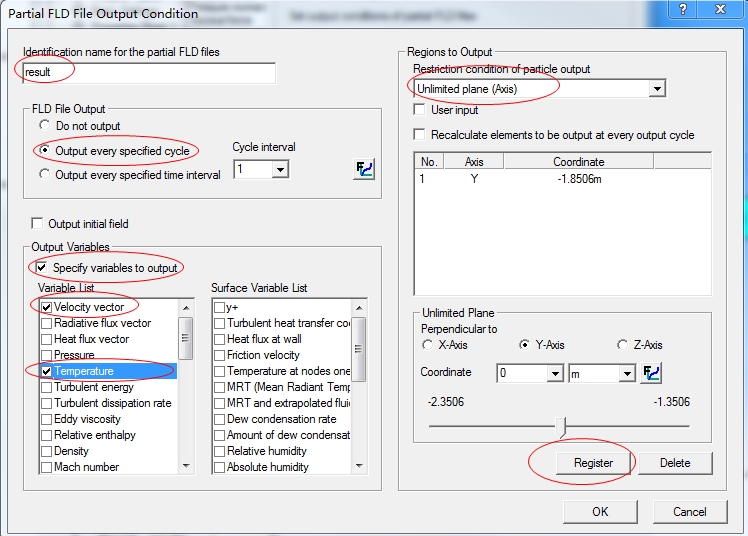 Partial FLD File Output Condition
Identification name for the partial FLD files
result
FLD File Output
Do not output
Output every specified cycle
Output every specified time interval
Cycle interval
1
Output initial field
Output Variables
Specify variables to output
Variable List
Velocity vector
Radiative flux vector
Heat flux vector
Pressure
Temperature
Turbulent energy
Turbulent dissipation rate
Eddy viscosity
Relative enthalpy
Density
Mach number
Surface Variable List
y+
Turbulent heat transfer
Heat flux at wall
Friction velocity
Temperature at nodes one
MRT (Mean Radiant
MRT and extrapolated
Dew condensation rate
Amount of dew
Relative humidity
Absolute humidity
Regions to Output
Restriction condition of particle output
Unlimited plane (Axis)
User input
Recalculate elements to be output at every output cycle
No. Axis Coordinate
1 Y -1.8506m
Unlimited Plane
Perpendicular to
X-Axis Y-Axis Z-Axis
Coordinate 0 m
-2.3506 -1.3506
Register Delete
OK Cancel